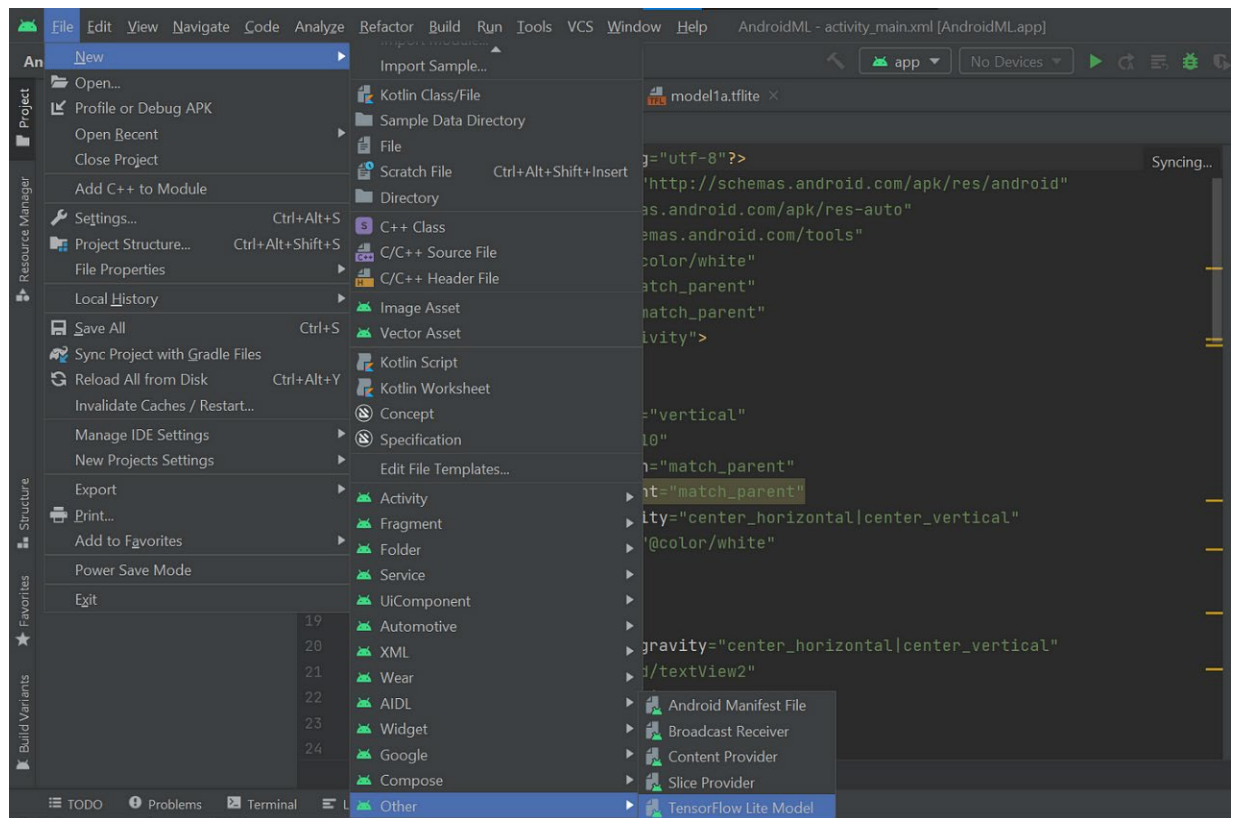 File Edit View Navigate Code Analyze Refactor Build Run Tools VCS Window Help AndroidML - activity_main.xml [AndroidML.app]
An
app No Devices
model1a.tflite
Project
Resource Manager
Structure
Favorites
Build Variants
New
Open...
Profile or Debug APK
Open Recent
Close Project
Add C++ to Module
Settings... Ctrl+Alt+S
Project Structure... Ctrl+Alt+Shift+S
File Properties
Local History
Save All Ctrl+S
Sync Project with Gradle Files
Reload All from Disk Ctrl+Alt+Y
Invalidate Caches / Restart...
Manage IDE Settings
New Projects Settings
Export
Print...
Add to Favorites
Power Save Mode
Exit
Import Sample...
Kotlin Class/File
Sample Data Directory
File
Scratch File Ctrl+Alt+Shift+Insert
Directory
C++ Class
C/C++ Source File
C/C++ Header File
Image Asset
Vector Asset
Kotlin Script
Kotlin Worksheet
Concept
Specification
Edit File Templates...
Activity
Fragment
Folder
Service
UiComponent
Automotive
XML
Wear
AIDL
Widget
Google
Compose
Other
Android Manifest File
Broadcast Receiver
Content Provider
Slice Provider
TensorFlow Lite Model
="utf-8"?>
Syncing...
"http://schemas.android.com/apk/res/android"
as.android.com/apk/res-auto"
emas.android.com/tools"
color/white"
atch_parent"
match_parent"
ivity">
="vertical"
10"
h="match_parent"
ht="match_parent"
ity="center_horizontal|center_vertical"
"@color/white"
gravity="center_horizontal|center_vertical"
d/textView2"
19
20
21
22
23
24
TODO Problems Terminal L